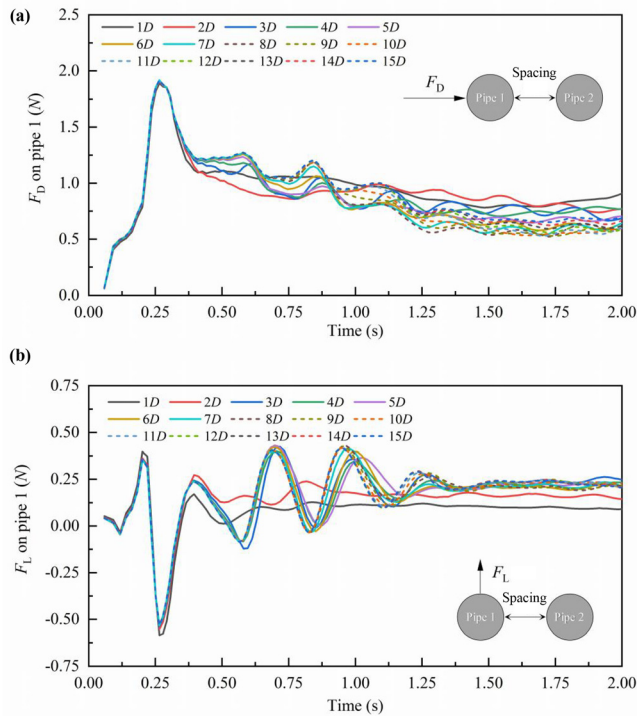 (a)
1D 2D 3D 4D 5D
6D 7D 8D 9D 10D
11D 12D 13D 14D 15D
2.5
2.0
1.5
1.0
0.5
0.0
F_D on pipe 1 (N)
F_D
Pipe 1
Spacing
Pipe 2
0.00 0.25 0.50 0.75 1.00 1.25 1.50 1.75 2.00
Time (s)
(b)
1D 2D 3D 4D 5D
6D 7D 8D 9D 10D
11D 12D 13D 14D 15D
0.75
0.50
0.25
0.00
-0.25
-0.50
-0.75
F_L on pipe 1 (N)
F_L
Pipe 1
Spacing
Pipe 2
0.00 0.25 0.50 0.75 1.00 1.25 1.50 1.75 2.00
Time (s)